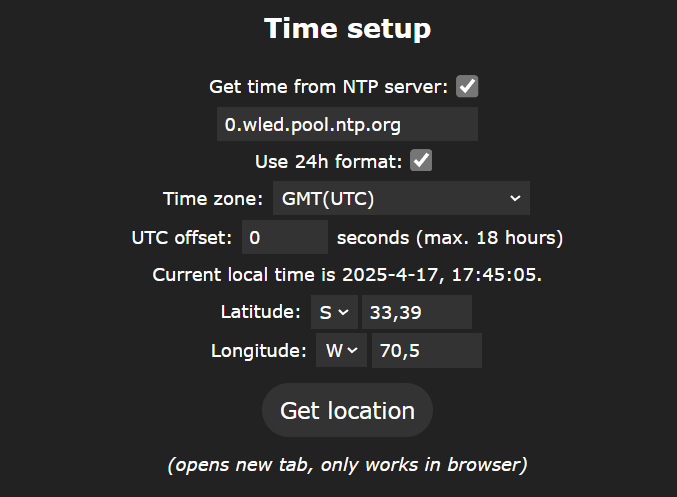 Time setup
Get time from NTP server:
0.wled.pool.ntp.org
Use 24h format:
Time zone: GMT(UTC)
UTC offset: 0 seconds (max. 18 hours)
Current local time is 2025-4-17, 17:45:05.
Latitude: S 33,39
Longitude: W 70,5
Get location
(opens new tab, only works in browser)